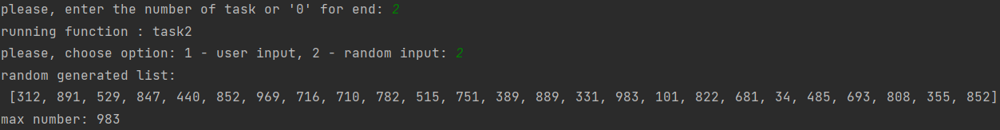 please, enter the number of task or '0' for end: 2
running function : task2
please, choose option: 1 - user input, 2 - random input: 2
random generated list:
[312, 891, 529, 847, 440, 852, 969, 716, 710, 782, 515, 751, 389, 889, 331, 983, 101, 822, 681, 34, 485, 693, 808, 355, 852]
max number: 983